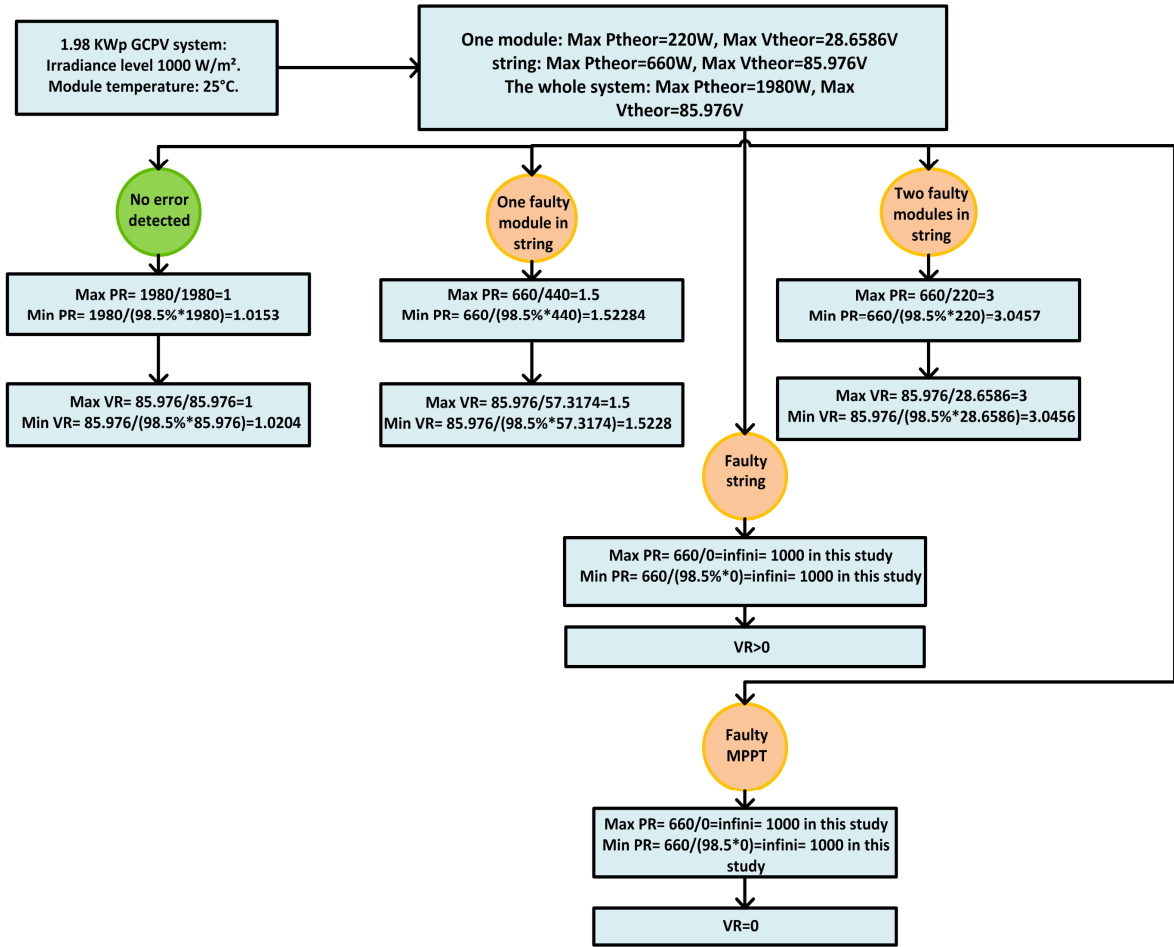 1.98 KWp GCPV system:
Irradiance level 1000 W/m².
Module temperature: 25°C.
One module: Max Ptheor=220W, Max Vtheor=28.6586V
string: Max Ptheor=660W, Max Vtheor=85.976V
The whole system: Max Ptheor=1980W, Max
Vtheor=85.976V
No error
detected
Max PR= 1980/1980=1
Min PR= 1980/(98.5%*1980)=1.0153
Max VR= 85.976/85.976=1
Min VR= 85.976/(98.5%*85.976)=1.0204
One faulty
module in
string
Max PR= 660/440=1.5
Min PR= 660/(98.5%*440)=1.52284
Max VR= 85.976/57.3174=1.5
Min VR= 85.976/(98.5%*57.3174)=1.5228
Two faulty
modules in
string
Max PR= 660/220=3
Min PR=660/(98.5%*220)=3.0457
Max VR= 85.976/28.6586=3
Min VR= 85.976/(98.5%*28.6586)=3.0456
Faulty
string
Max PR= 660/0=infini= 1000 in this study
Min PR= 660/(98.5%*0)=infini= 1000 in this study
VR>0
Faulty
MPPT
Max PR= 660/0=infini= 1000 in this study
Min PR= 660/(98.5*0)=infini= 1000 in this
study
VR=0